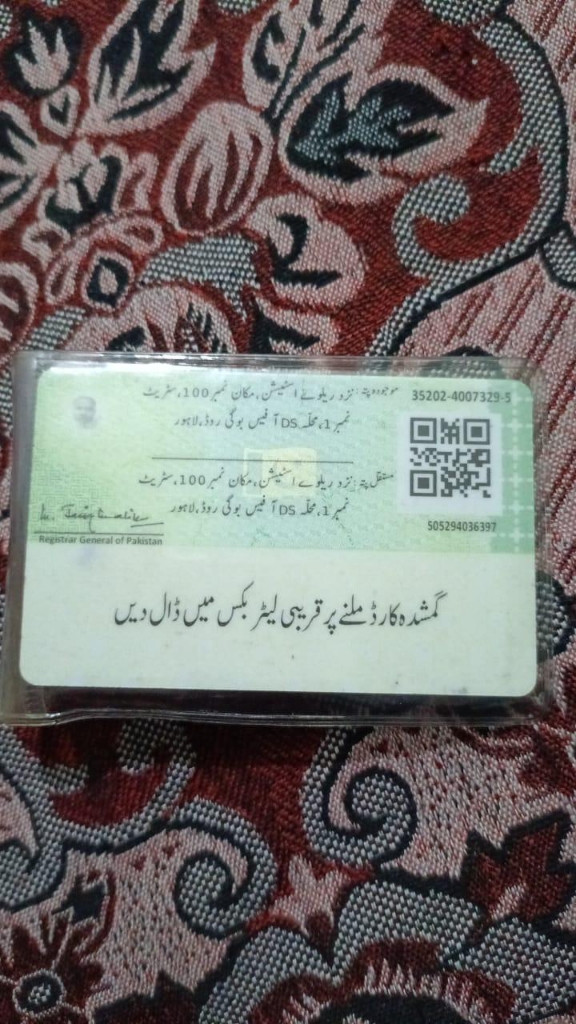 35202-4007329-5
موجودہ پتہ: نزد ریلوے اسٹیشن، مکان نمبر 100، سٹریٹ
نمبر 1، محلہ DS آفیس بوگی روڈ، لاہور
مستقل پتہ: نزد ریلوے اسٹیشن، مکان نمبر 100، سٹریٹ
نمبر 1، محلہ DS آفیس بوگی روڈ، لاہور
505294036397
Registrar General of Pakistan
گمشدہ کارڈ ملنے پر قریبی لیٹر بکس میں ڈال دیں